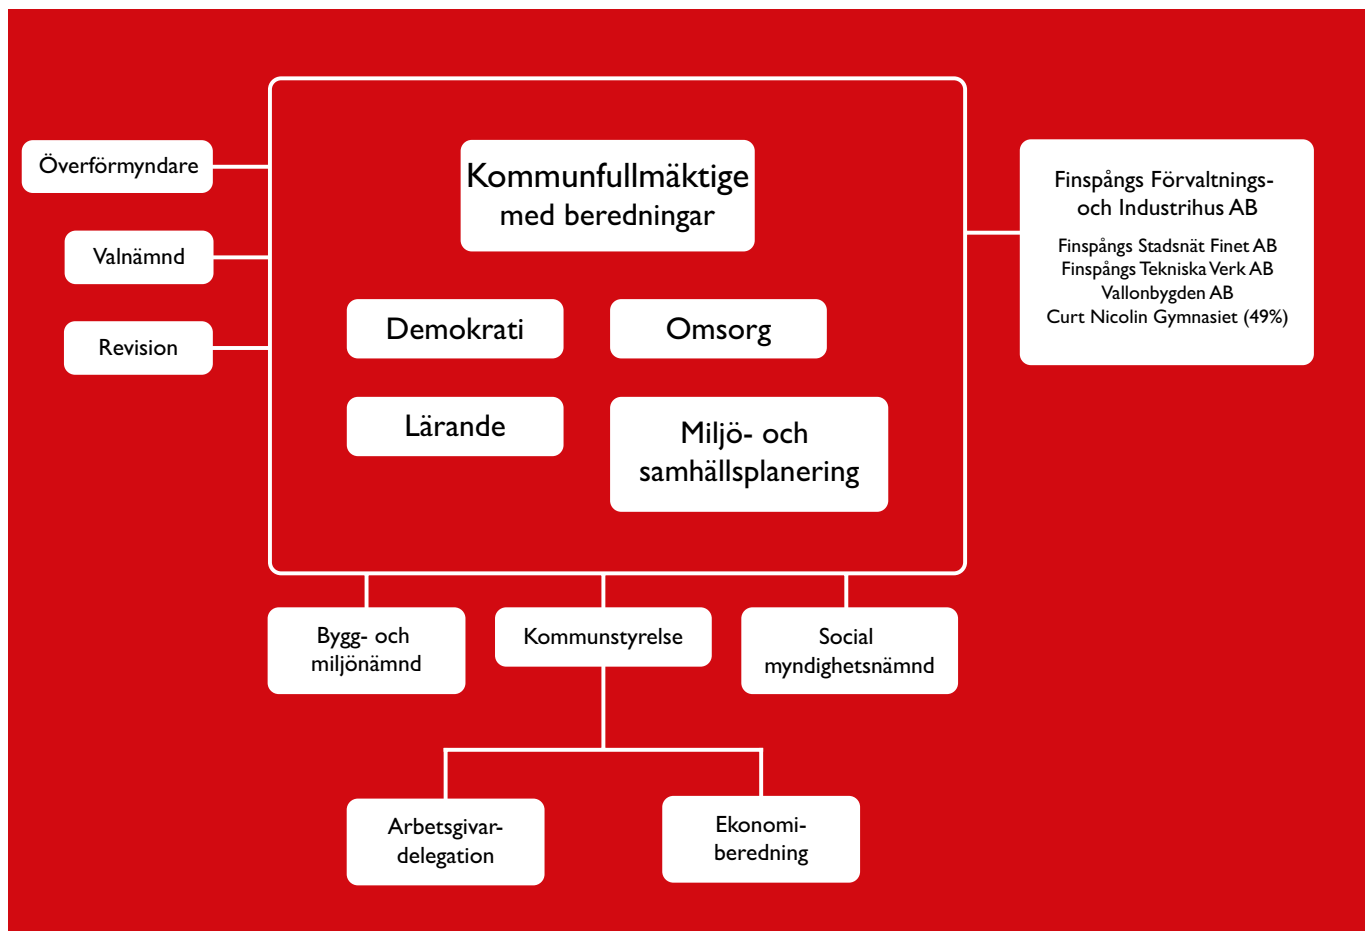 Överförmyndare
Valnämnd
Revision
Kommunfullmäktige
med beredningar
Demokrati
Omsorg
Lärande
Miljö- och
samhällsplanering
Finspångs Förvaltnings-
och Industrihus AB
Finspångs Stadsnät Finet AB
Finspångs Tekniska Verk AB
Vallonbygden AB
Curt Nicolin Gymnasiet (49%)
Bygg- och
miljönämnd
Kommunstyrelse
Social
myndighetsnämnd
Arbetsgivar-
delegation
Ekonomi-
beredning